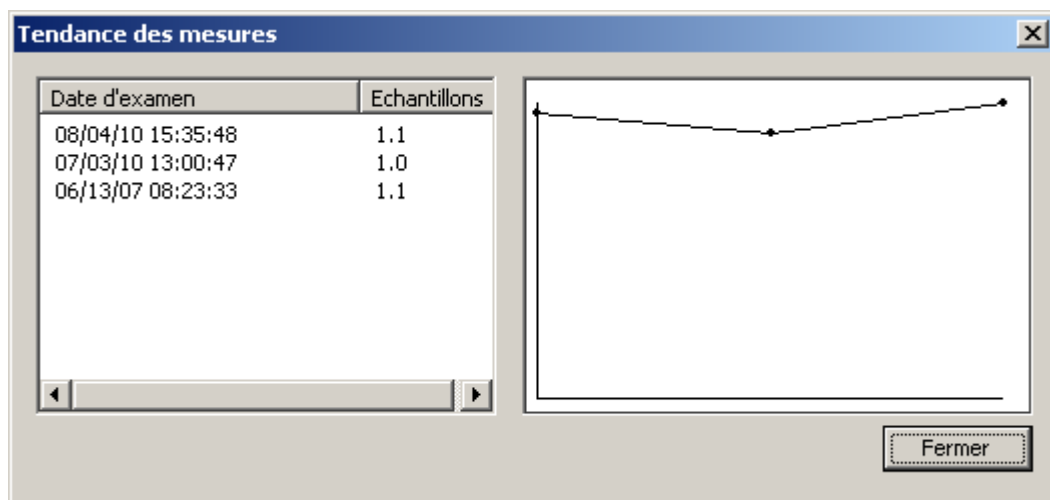 Tendance des mesures
Date d'examen Echantillons
08/04/10 15:35:48 1.1
07/03/10 13:00:47 1.0
06/13/07 08:23:33 1.1
Fermer